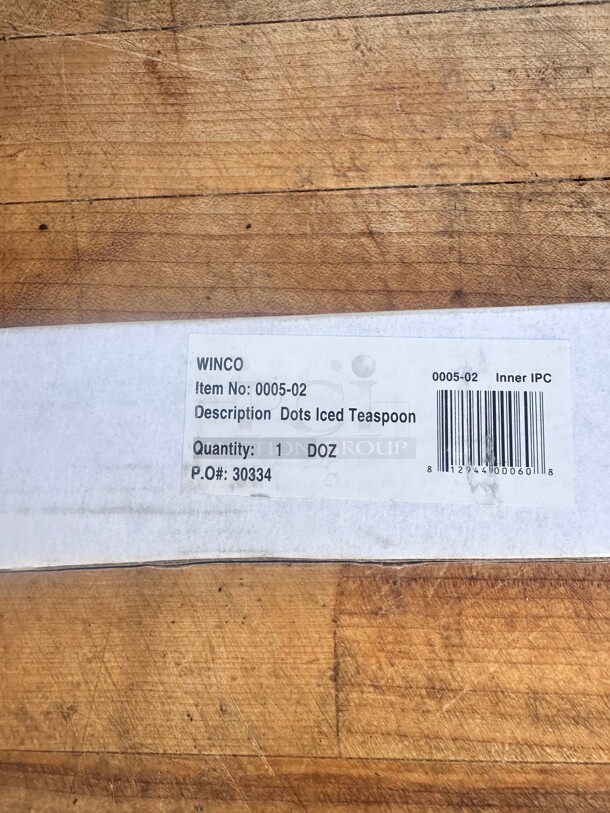 WINCO
Item No: 0005-02
Description Dots Iced Teaspoon
Quantity: 1 DOZ
P.O#: 30334
0005-02 Inner IPC
8 12944 00060 8
GROUP